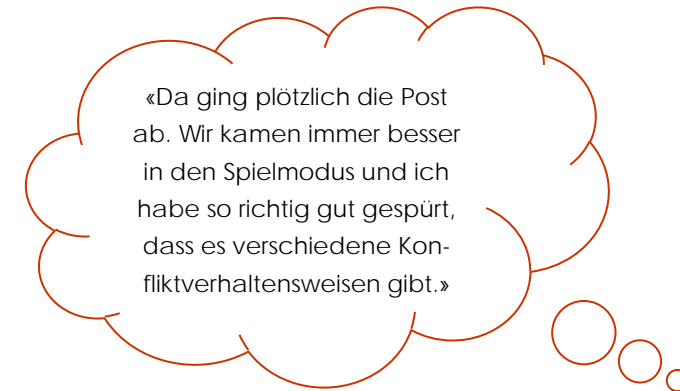 «Da ging plötzlich die Post
ab. Wir kamen immer besser
in den Spielmodus und ich
habe so richtig gut gespürt,
dass es verschiedene Kon-
fliktverhaltensweisen gibt.»